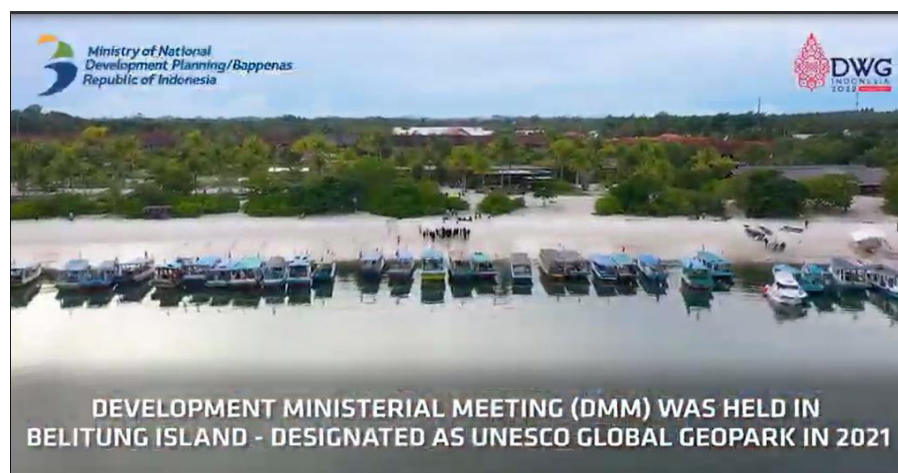 Ministry of National
Development Planning/Bappenas
Republic of Indonesia
DWG
INDONESIA
2022
DEVELOPMENT MINISTERIAL MEETING (DMM) WAS HELD IN
BELITUNG ISLAND - DESIGNATED AS UNESCO GLOBAL GEOPARK IN 2021